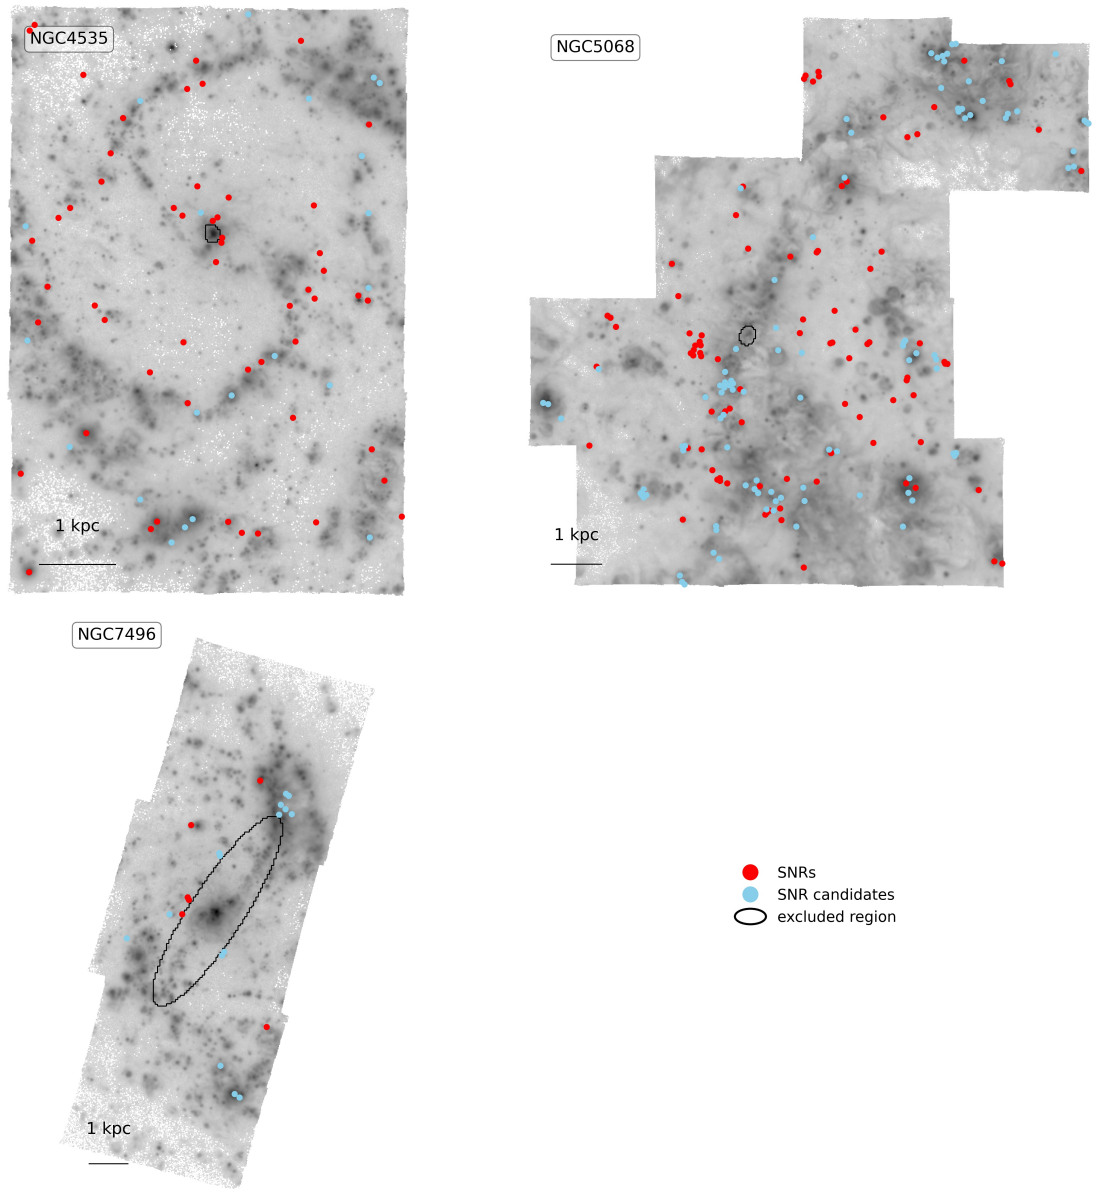 NGC4535
NGC5068
1 kpc
1 kpc
NGC7496
SNRs
SNR candidates
excluded region
1 kpc